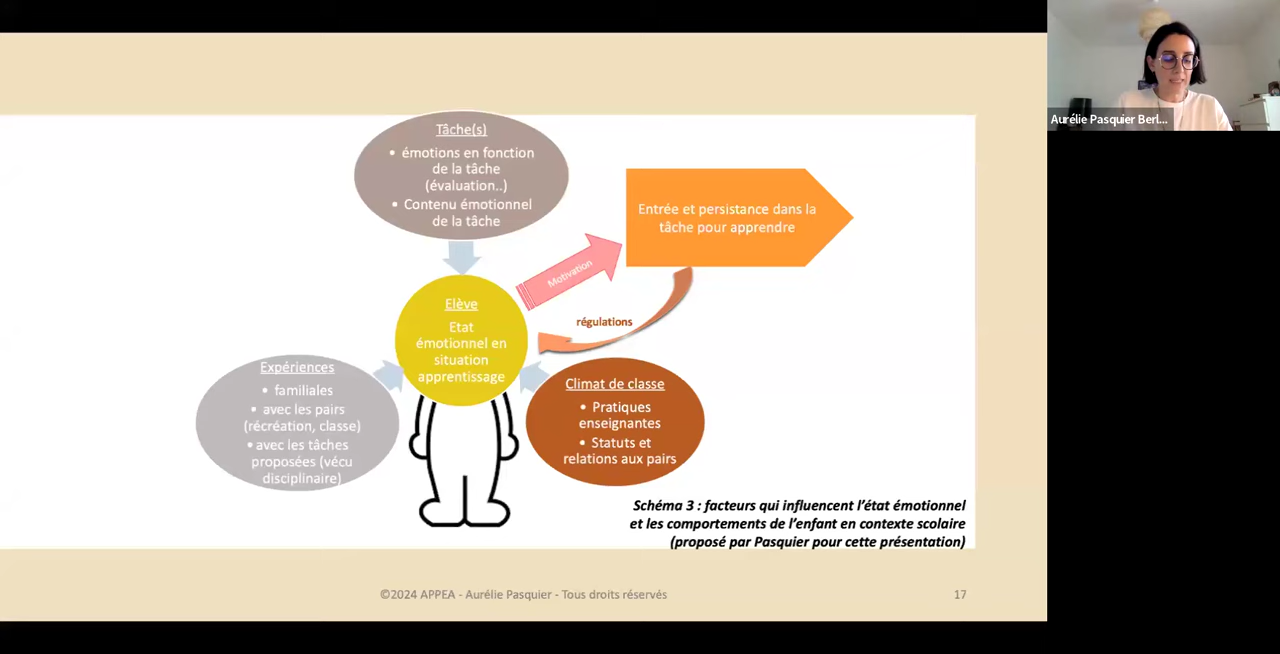 Tâche(s)
• émotions en fonction
de la tâche
(évaluation..)
• Contenu émotionnel
de la tâche
Entrée et persistance dans la
tâche pour apprendre
Motivation
régulations
Elève
Etat
émotionnel en
situation
apprentissage
Expériences
• familiales
• avec les pairs
(récréation, classe)
• avec les tâches
proposées (vécu
disciplinaire)
Climat de classe
• Pratiques
enseignantes
• Statuts et
relations aux pairs
Schéma 3 : facteurs qui influencent l'état émotionnel
et les comportements de l'enfant en contexte scolaire
(proposé par Pasquier pour cette présentation)
©2024 APPEA - Aurélie Pasquier - Tous droits réservés
17
Aurélie Pasquier Berl...